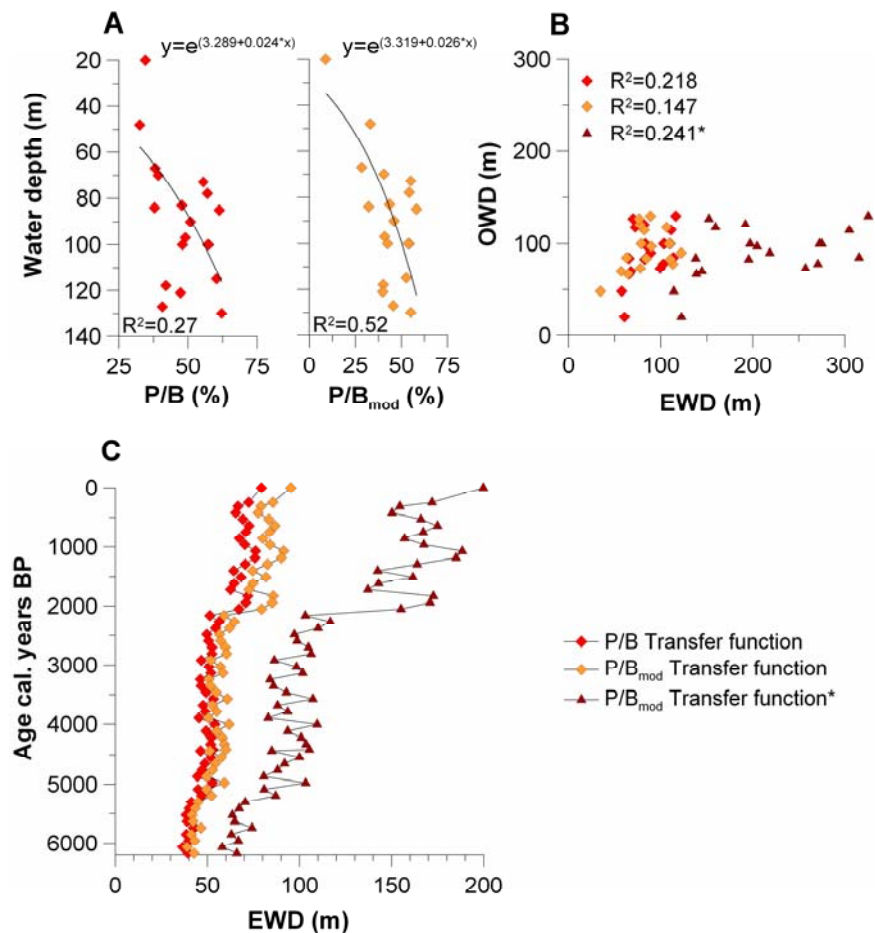 A
y=e(3.289+0.024*x)
y=e(3.319+0.026*x)
20
40
60
80
100
120
140
Water depth (m)
R²=0.27
R²=0.52
25
50
75
0
25
50
75
P/B (%)
P/Bmod (%)
B
300
200
100
0
OWD (m)
R²=0.218
R²=0.147
R²=0.241*
0
100
200
300
EWD (m)
C
0
1000
2000
3000
4000
5000
6000
Age cal. years BP
0
50
100
150
200
EWD (m)
P/B Transfer function
P/Bmod Transfer function
P/Bmod Transfer function*